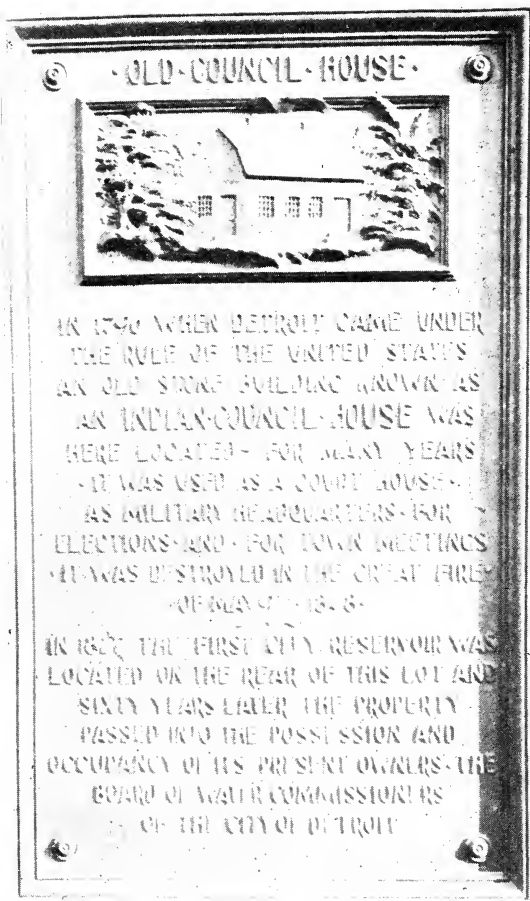 ·OLD·COUNCIL·HOUSE·
IN 1796 WHEN DETROIT CAME UNDER
THE RULE OF THE UNITED STATES
AN OLD STONE BUILDING KNOWN AS
AN INDIAN·COUNCIL·HOUSE WAS
HERE LOCATED· FOR MANY YEARS
·IT WAS USED AS A COURT HOUSE·
AS MILITARY HEADQUARTERS·FOR
ELECTIONS·AND·FOR TOWN MEETINGS
·IT·WAS DESTROYED IN THE GREAT FIRE·
·OF MAY
IN THE FIRST CITY RESERVOIR WAS
LOCATED ON THE REAR OF THIS LOT AND
SIXTY YEARS LATER THE PROPERTY
PASSED INTO THE POSSESSION AND
OCCUPANCY OF ITS PRESENT OWNERS·THE
BOARD OF WATER COMMISSIONERS
OF THE CITY OF DETROIT